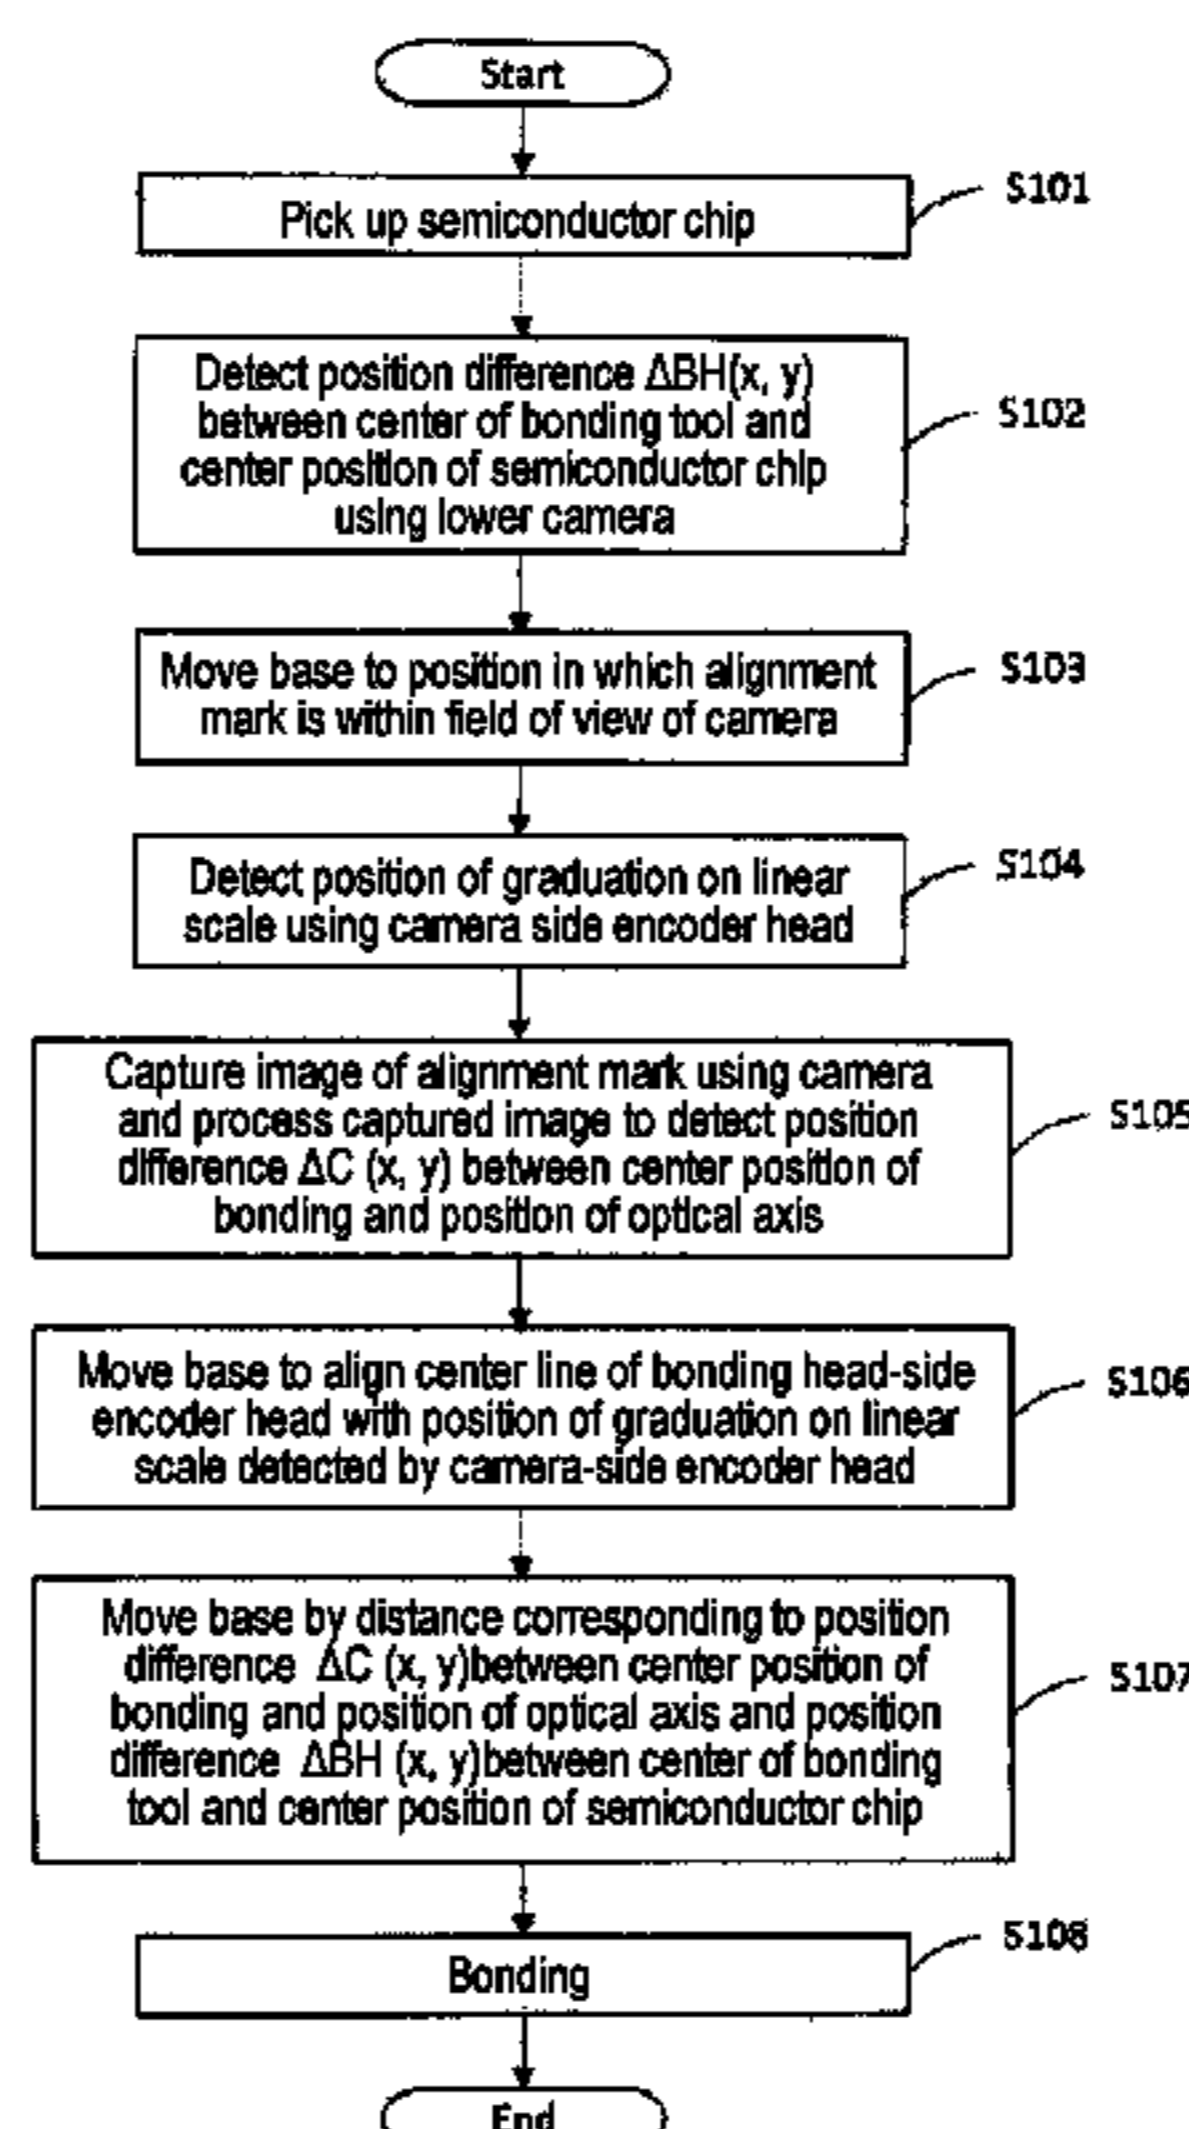 Start
Pick up semiconductor chip
S101
Detect position difference ΔBH(x, y)
between center of bonding tool and
center position of semiconductor chip
using lower camera
S102
Move base to position in which alignment
mark is within field of view of camera
S103
Detect position of graduation on linear
scale using camera side encoder head
S104
Capture image of alignment mark using camera
and process captured image to detect position
difference ΔC (x, y) between center position of
bonding and position of optical axis
S105
Move base to align center line of bonding head-side
encoder head with position of graduation on linear
scale detected by camera-side encoder head
S106
Move base by distance corresponding to position
difference ΔC (x, y)between center position of
bonding and position of optical axis and position
difference ΔBH (x, y)between center of bonding
tool and center position of semiconductor chip
S107
Bonding
S108
End